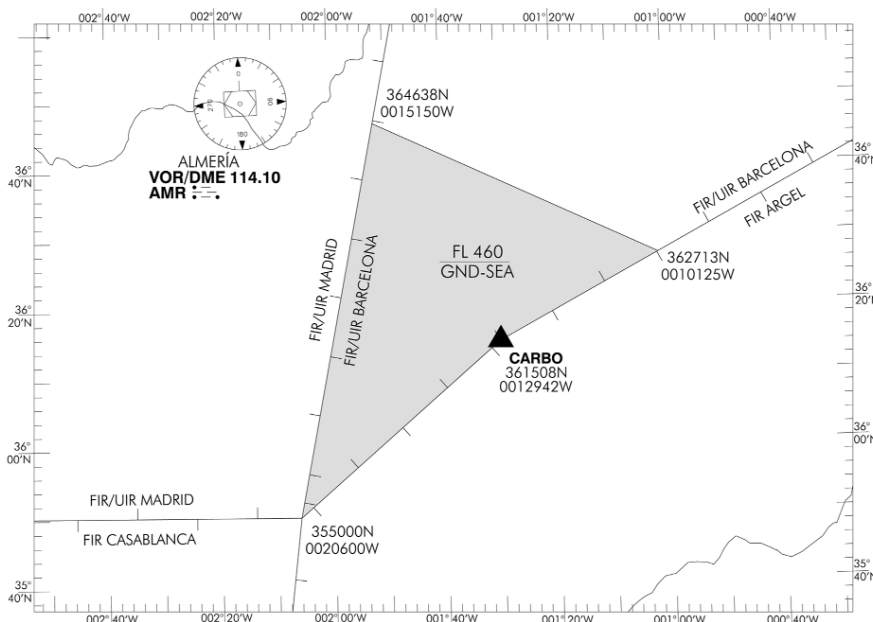 002°40'W
002°20'W
002°00'W
001°40'W
001°20'W
001°00'W
000°40'W
364638N
0015150W
0
270
90
180
ALMERÍA
VOR/DME 114.10
AMR
36°
40'N
36°
40'N
FIR/UIR BARCELONA
FIR ARGEL
FIR/UIR MADRID
FIR/UIR BARCELONA
FL 460
GND-SEA
362713N
0010125W
36°
20'N
36°
20'N
CARBO
361508N
0012942W
36°
00'N
36°
00'N
FIR/UIR MADRID
FIR CASABLANCA
355000N
0020600W
35°
40'N
35°
40'N
002°40'W
002°20'W
002°00'W
001°40'W
001°20'W
001°00'W
000°40'W